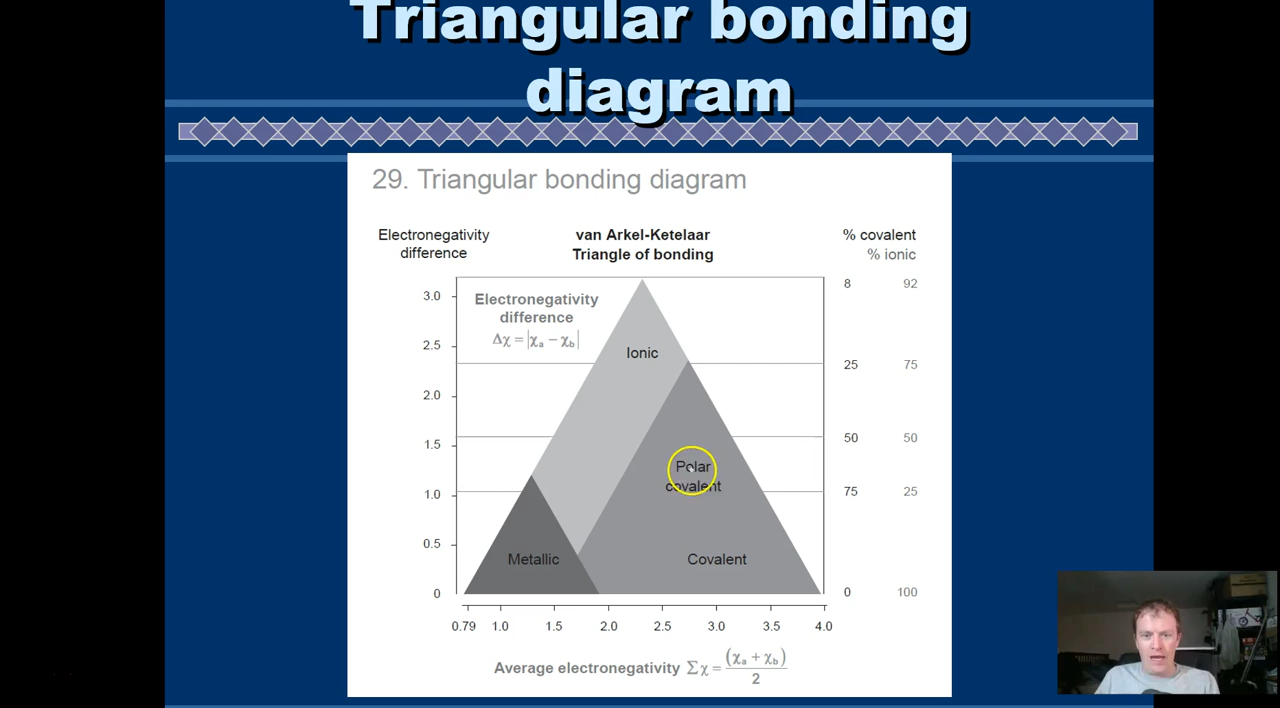 Triangular bonding
diagram
29. Triangular bonding diagram
Electronegativity
difference
van Arkel-Ketelaar
Triangle of bonding
% covalent
% ionic
Electronegativity
difference
Δχ = |χa − χb|
3.0
2.5
2.0
1.5
1.0
0.5
0
8 92
25 75
50 50
75 25
0 100
Ionic
Polar
covalent
Metallic
Covalent
0.79 1.0 1.5 2.0 2.5 3.0 3.5 4.0
Average electronegativity Σχ = (χa + χb)
2